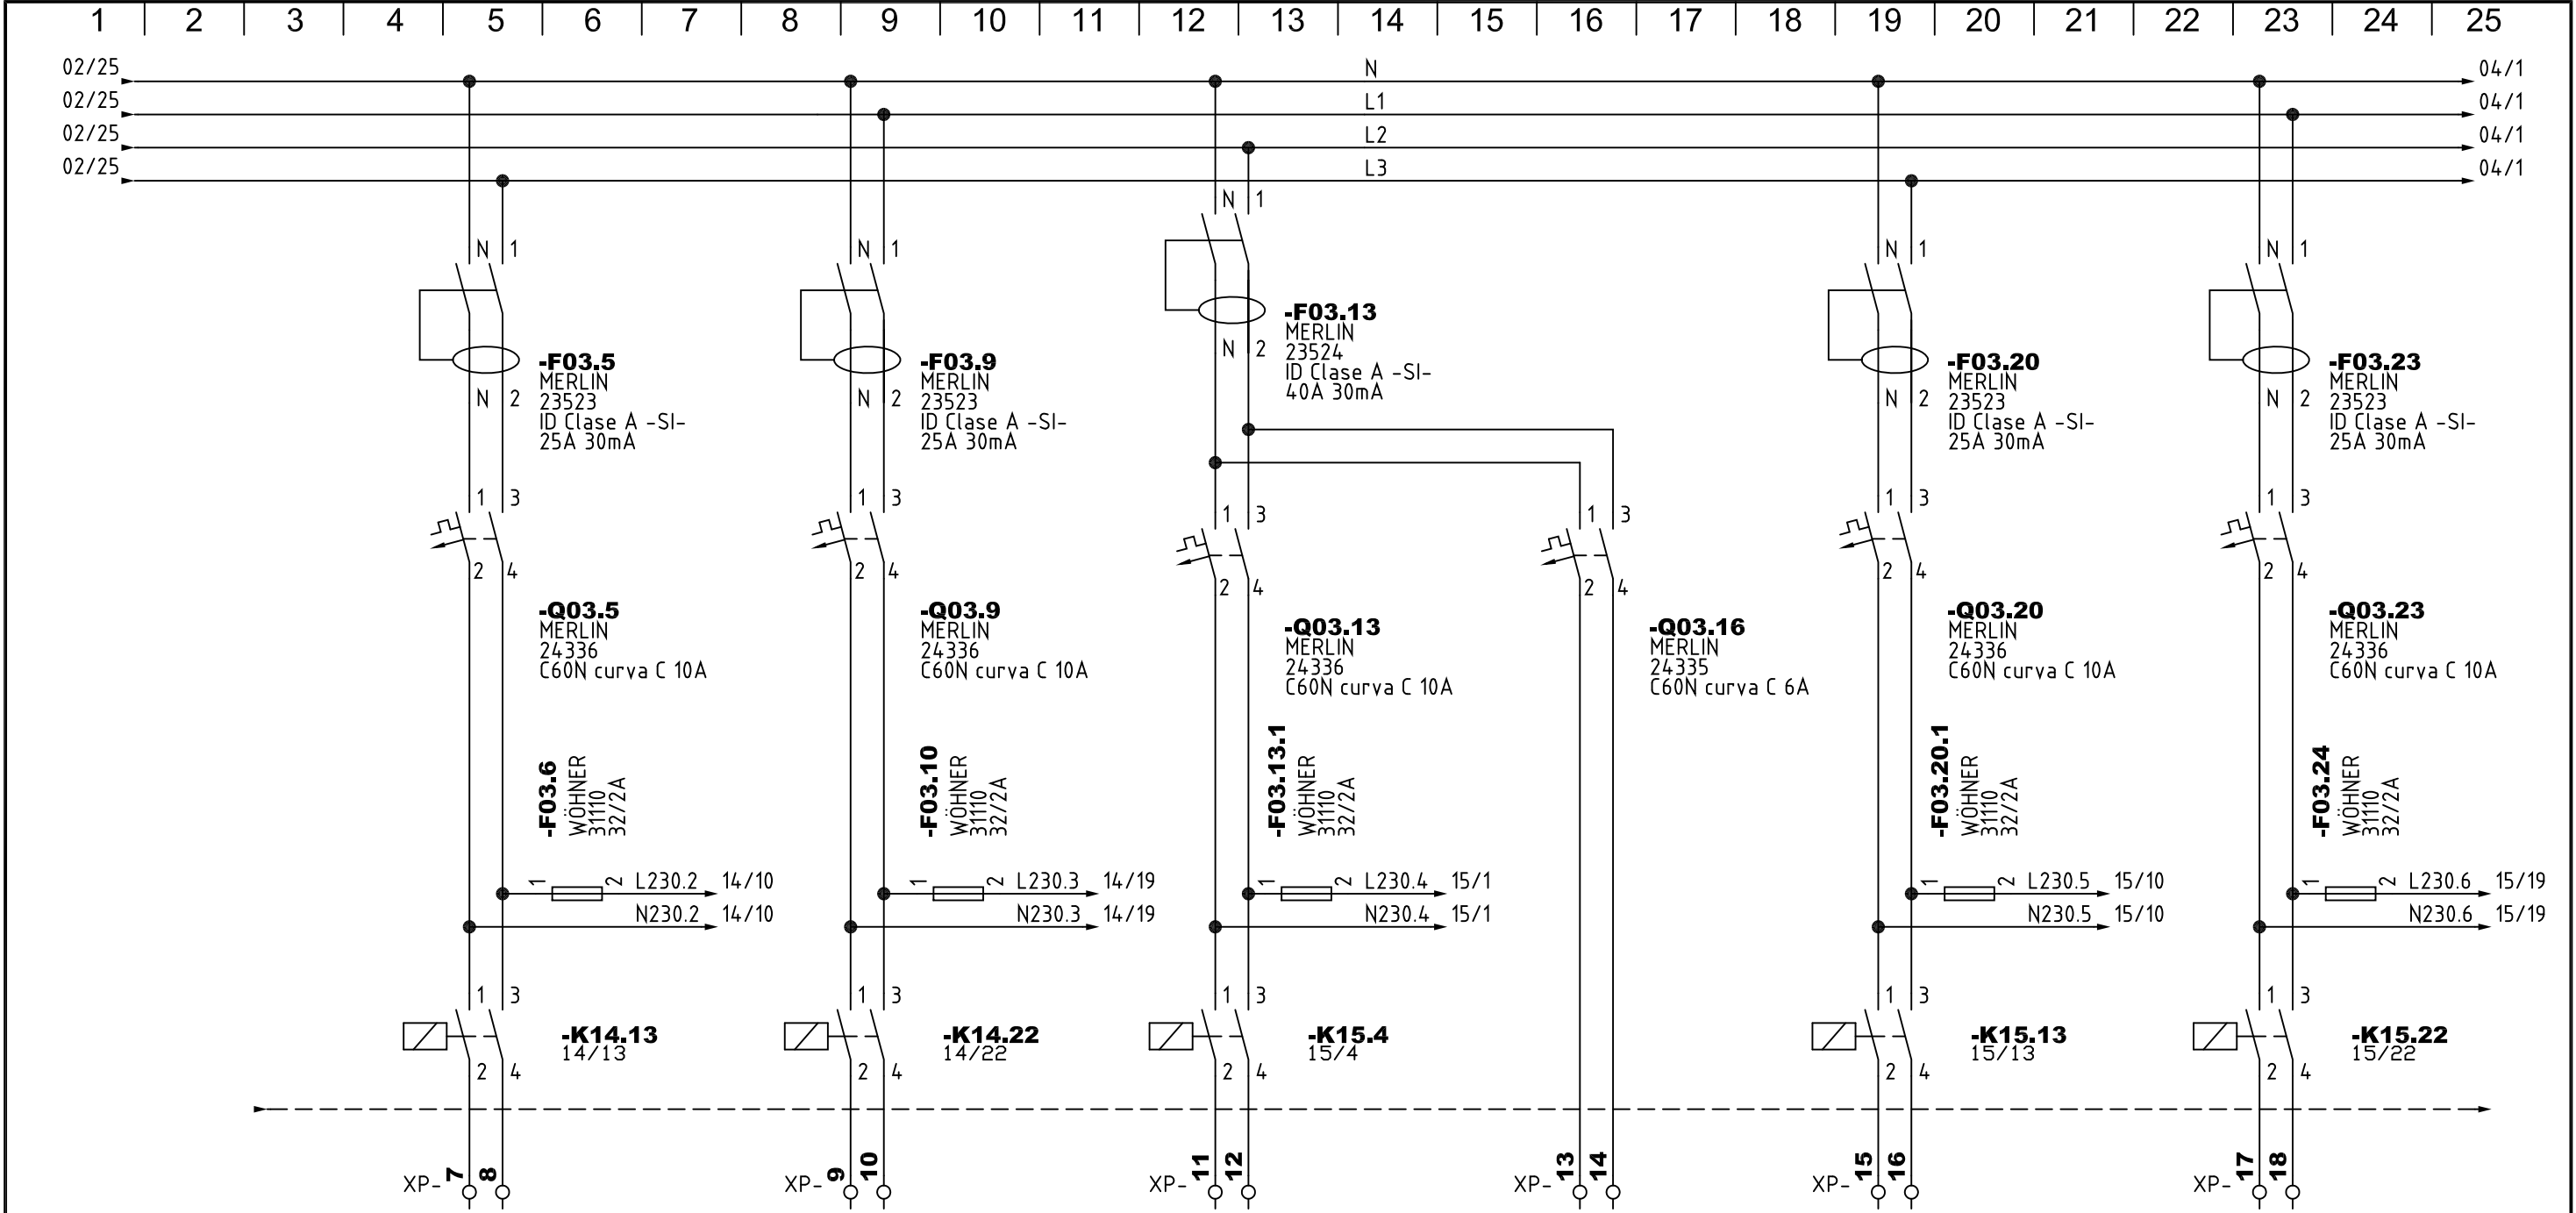 1 2 3 4 5 6 7 8 9 10 11 12 13 14 15 16 17 18 19 20 21 22 23 24 25
02/25 N 04/1
02/25 L1 04/1
02/25 L2 04/1
02/25 L3 04/1
N 1
N 1 N 1 N 1 N 1
-F03.13
MERLIN
23524
ID Clase A -SI-
40A 30mA
N 2
-F03.5
MERLIN
23523
ID Clase A -SI-
25A 30mA
N 2
-F03.9
MERLIN
23523
ID Clase A -SI-
25A 30mA
N 2
-F03.20
MERLIN
23523
ID Clase A -SI-
25A 30mA
N 2
-F03.23
MERLIN
23523
ID Clase A -SI-
25A 30mA
N 2
1 3 1 3 1 3 1 3 1 3 1 3
2 4 2 4 2 4 2 4 2 4 2 4
-Q03.5
MERLIN
24336
C60N curva C 10A
-Q03.9
MERLIN
24336
C60N curva C 10A
-Q03.13
MERLIN
24336
C60N curva C 10A
-Q03.16
MERLIN
24335
C60N curva C 6A
-Q03.20
MERLIN
24336
C60N curva C 10A
-Q03.23
MERLIN
24336
C60N curva C 10A
-F03.6
WÖHNER
31110
32/2A
-F03.10
WÖHNER
31110
32/2A
-F03.13.1
WÖHNER
31110
32/2A
-F03.20.1
WÖHNER
31110
32/2A
-F03.24
WÖHNER
31110
32/2A
1 2 L230.2 14/10
N230.2 14/10
1 2 L230.3 14/19
N230.3 14/19
1 2 L230.4 15/1
N230.4 15/1
1 2 L230.5 15/10
N230.5 15/10
1 2 L230.6 15/19
N230.6 15/19
1 3 1 3 1 3 1 3 1 3
-K14.13
14/13
-K14.22
14/22
-K15.4
15/4
-K15.13
15/13
-K15.22
15/22
2 4 2 4 2 4 2 4 2 4
XP- 7 8
XP- 9 10
XP- 11 12
XP- 13 14
XP- 15 16
XP- 17 18